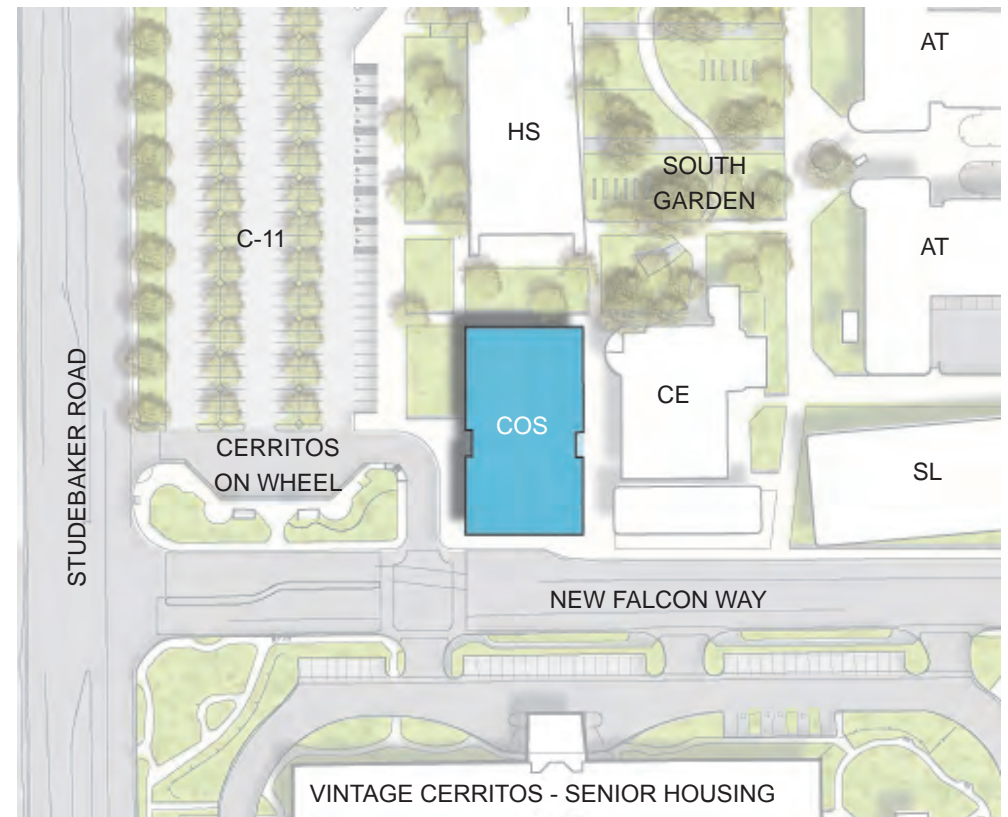 AT
HS
SOUTH
GARDEN
C-11
AT
STUDEBAKER ROAD
COS
CE
CERRITOS
ON WHEEL
SL
NEW FALCON WAY
VINTAGE CERRITOS - SENIOR HOUSING